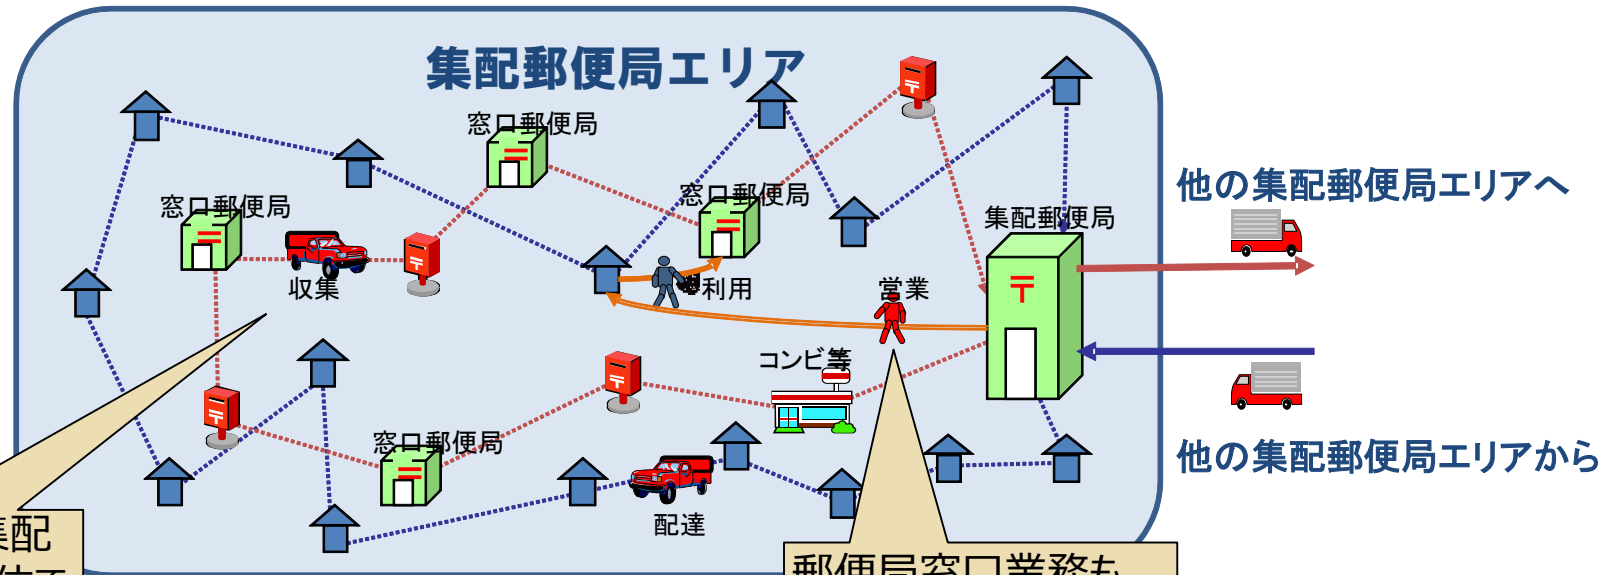 集配郵便局エリア
窓口郵便局
窓口郵便局
窓口郵便局
集配郵便局
他の集配郵便局エリアへ
収集
利用
営業
コンビ等
窓口郵便局
配達
他の集配郵便局エリアから
集配
郵便局窓口業務も